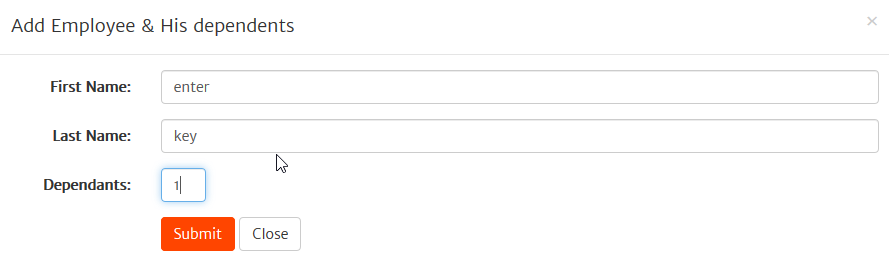 Add Employee & His dependents ×
First Name: enter
Last Name: key
Dependants: 1
Submit Close